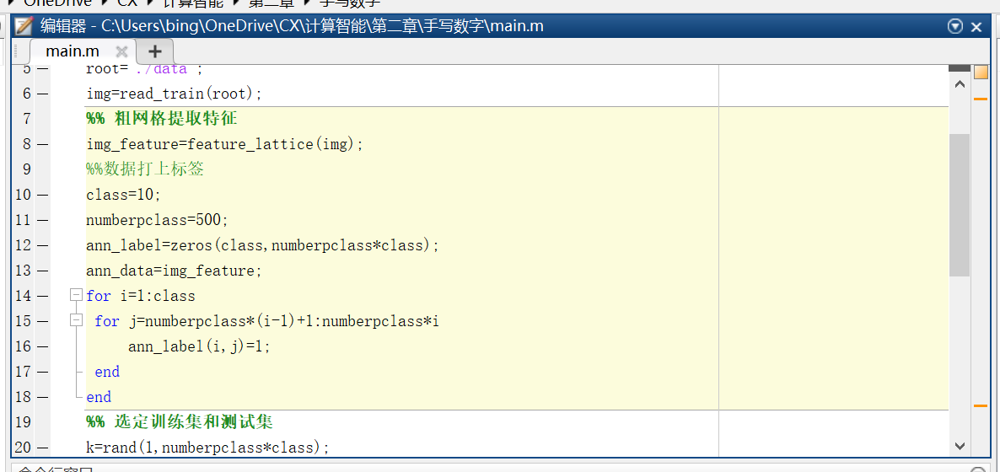 OneDrive ▸ CX ▸ 计算智能 ▸ 第二章 ▸ 手写数字
编辑器 - C:\Users\bing\OneDrive\CX\计算智能\第二章\手写数字\main.m
main.m
5 root='./data';
6 img=read_train(root);
7 %% 粗网格提取特征
8 img_feature=feature_lattice(img);
9 %%数据打上标签
10 class=10;
11 numberpclass=500;
12 ann_label=zeros(class,numberpclass*class);
13 ann_data=img_feature;
14 for i=1:class
15 for j=numberpclass*(i-1)+1:numberpclass*i
16 ann_label(i,j)=1;
17 end
18 end
19 %% 选定训练集和测试集
20 k=rand(1,numberpclass*class);
命令行窗口